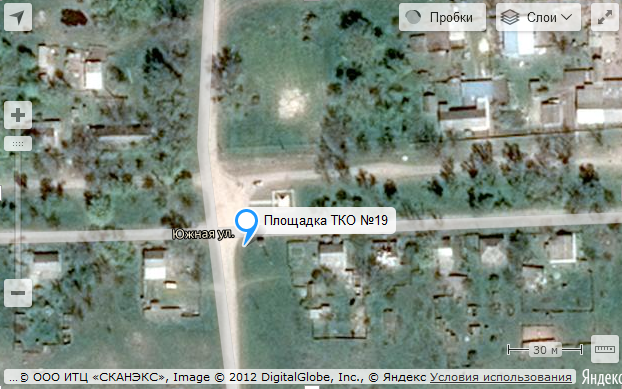 Пробки
Слои
Площадка ТКО №19
Южная ул.
30 м
...© ООО ИТЦ «СКАНЭКС», Image © 2012 DigitalGlobe, Inc., © Яндекс Условия использования
Яндекс